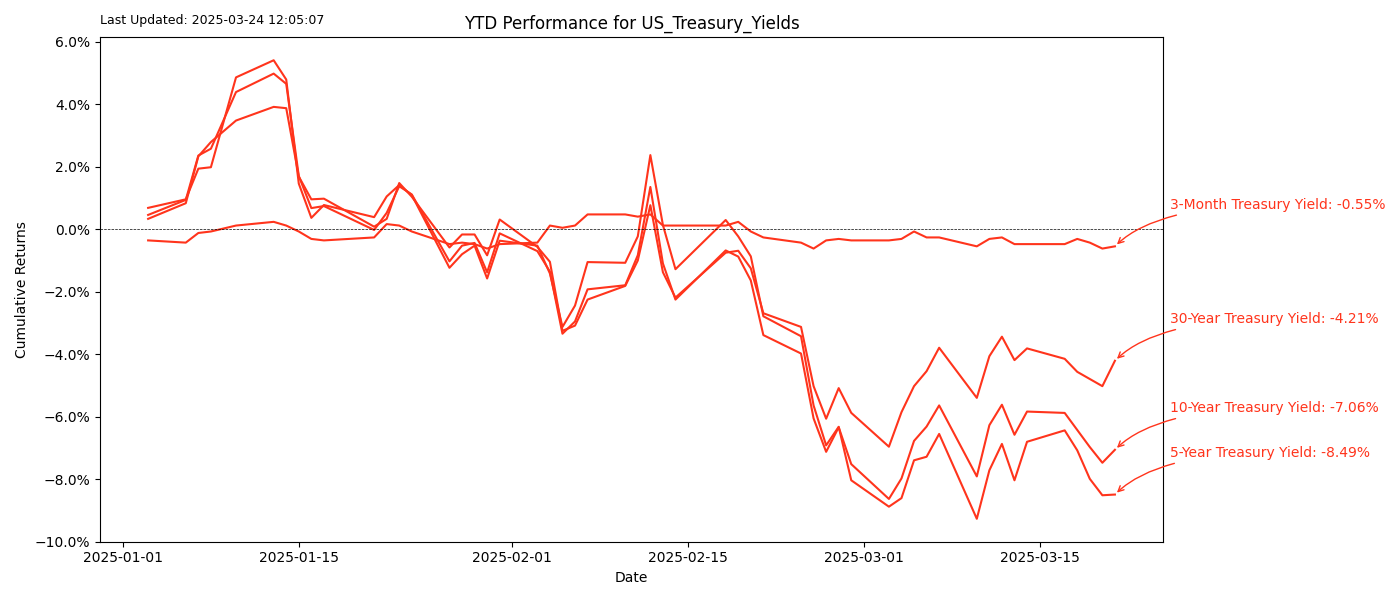 Last Updated: 2025-03-24 12:05:07
YTD Performance for US_Treasury_Yields
6.0%
4.0%
2.0%
0.0%
−2.0%
−4.0%
−6.0%
−8.0%
−10.0%
Cumulative Returns
3-Month Treasury Yield: -0.55%
30-Year Treasury Yield: -4.21%
10-Year Treasury Yield: -7.06%
5-Year Treasury Yield: -8.49%
2025-01-01
2025-01-15
2025-02-01
2025-02-15
2025-03-01
2025-03-15
Date